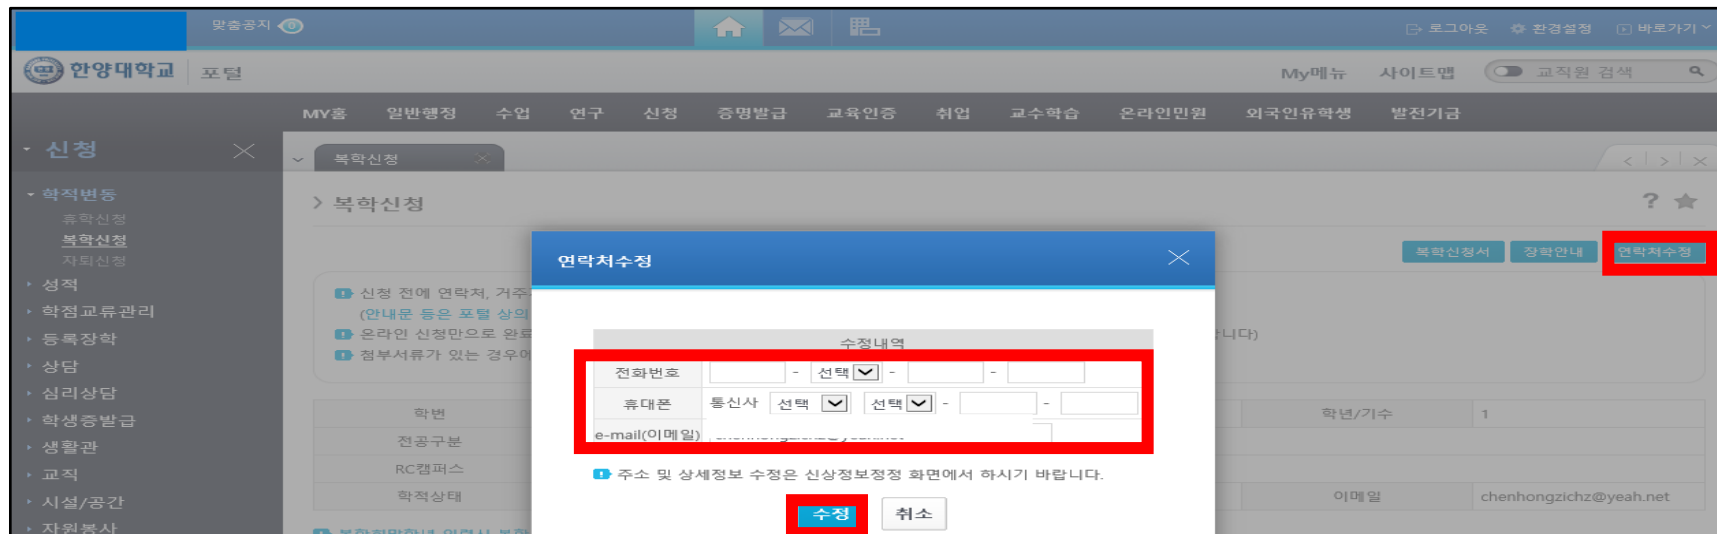 맞춤공지 0
로그아웃 환경설정 바로가기
한양대학교 포털
My메뉴 사이트맵 교직원 검색
MY홈 일반행정 수업 연구 신청 증명발급 교육인증 취업 교수학습 온라인민원 외국인유학생 발전기금
신청
복학신청
학적변동
휴학신청
복학신청
자퇴신청
성적
학점교류관리
등록장학
상담
심리상담
학생증발급
생활관
교직
시설/공간
자원봉사
복학신청
복학신청서 장학안내 연락처수정
신청 전에 연락처, 거주
(안내문 등은 포털 상의
온라인 신청만으로 완료
니다)
첨부서류가 있는 경우에
학번
학년/기수 1
전공구분
RC캠퍼스
학적상태
이메일 chenhongzichz@yeah.net
연락처수정
수정내역
전화번호 - 선택 - -
휴대폰 통신사 선택 선택 - -
e-mail(이메일) chenhongzichz@yeah.net
주소 및 상세정보 수정은 신상정보정정 화면에서 하시기 바랍니다.
수정 취소